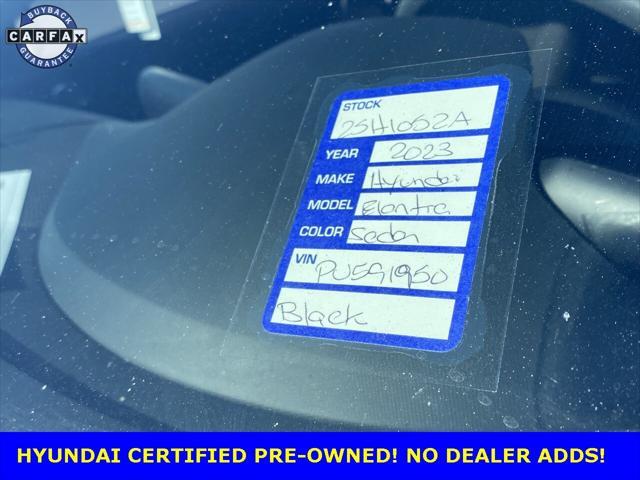 BUYBACK
CARFAX
GUARANTEE
STOCK
25H1052A
YEAR 2023
MAKE Hyundai
MODEL Elantra
COLOR Sedan
VIN PU591950
Black
HYUNDAI CERTIFIED PRE-OWNED! NO DEALER ADDS!